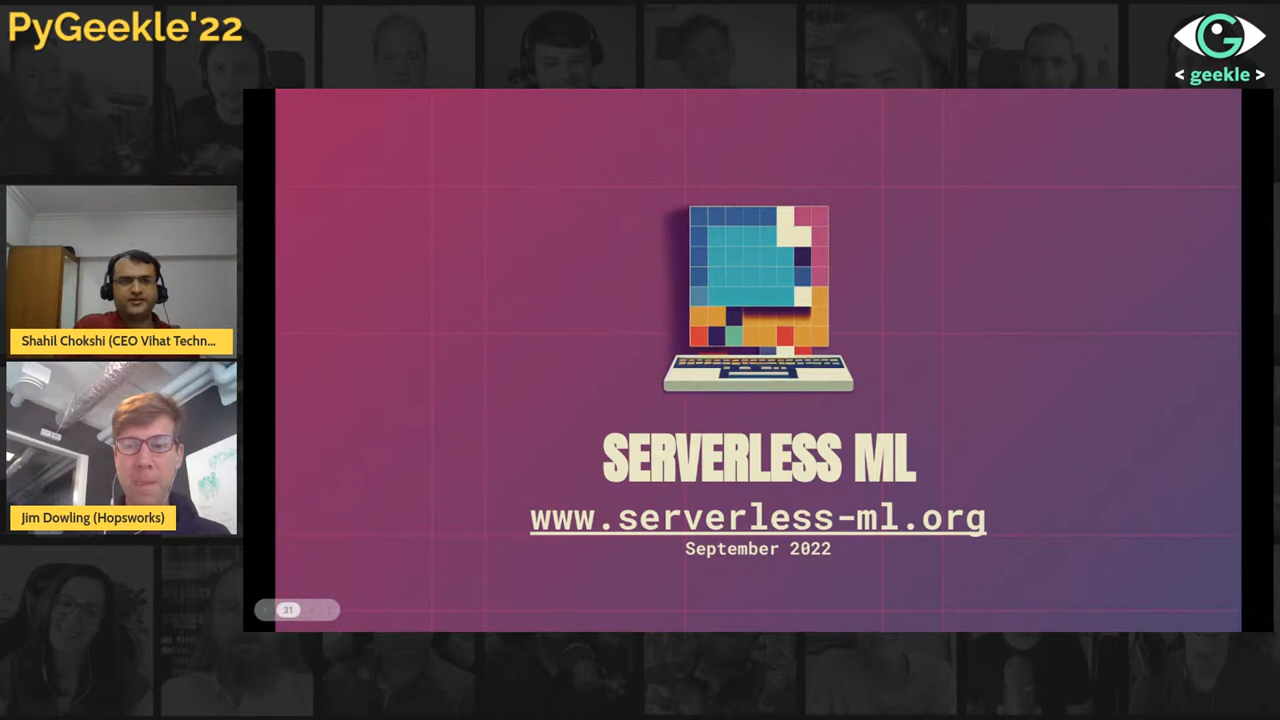 PyGeekle'22
< geekle >
Shahil Chokshi (CEO Vihat Techn...
Jim Dowling (Hopsworks)
SERVERLESS ML
www.serverless-ml.org
September 2022
31